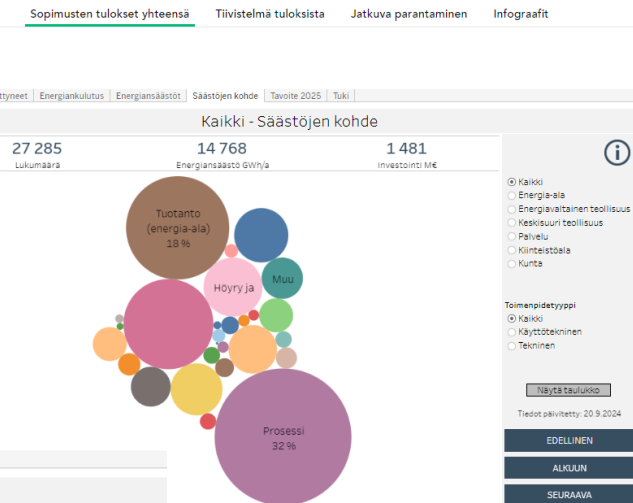 Sopimusten tulokset yhteensä Tiivistelmä tuloksista Jatkuva parantaminen Infograafit
ttyneet Energiankulutus Energiansäästöt Säästöjen kohde Tavoite 2025 Tuki
Kaikki - Säästöjen kohde
27 285 14 768 1 481
Lukumäärä Energiansäästö GWh/a Investointi M€
Tuotanto
(energia-ala)
18 %
Höyry ja
Muu
Prosessi
32 %
Kaikki
Energia-ala
Energiavaltainen teollisuus
Keskisuuri teollisuus
Palvelu
Kiinteistöala
Kunta
Toimenpidetyyppi
Kaikki
Käyttötekninen
Tekninen
Näytä taulukko
Tiedot päivitetty: 20.9.2024
EDELLINEN
ALKUUN
SEURAAVA